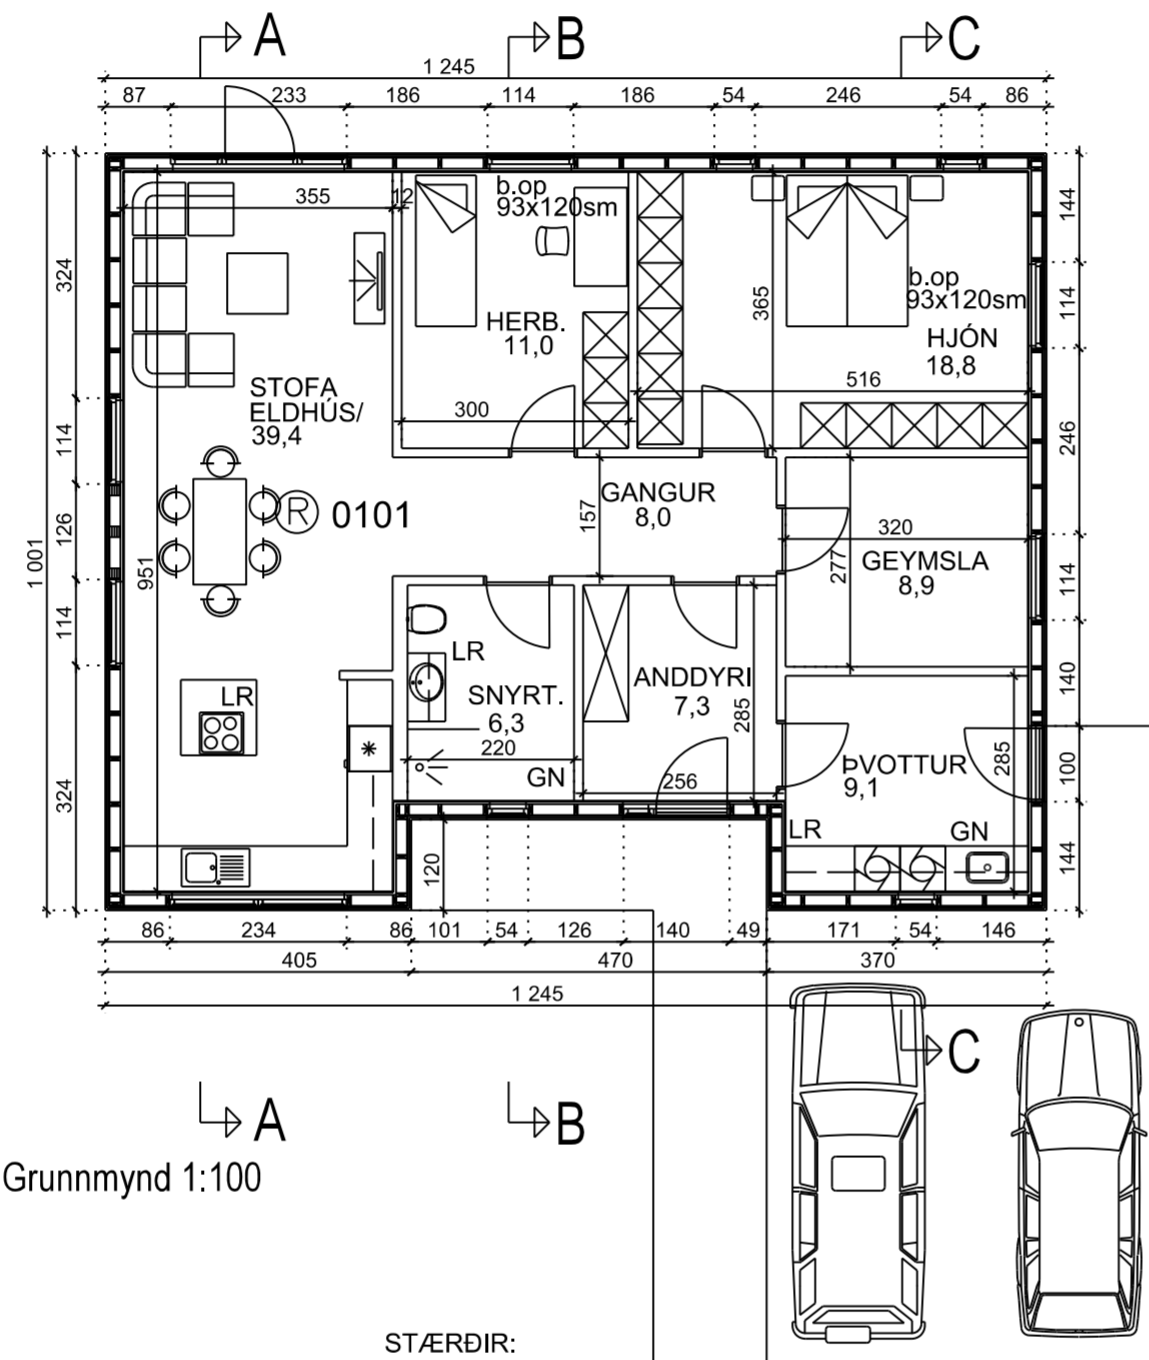 A
B
C
1 245
87
233
186
114
186
54
246
54
86
355
12
b.op
93x120sm
b.op
93x120sm
365
HERB.
11,0
HJÓN
18,8
516
300
STOFA
ELDHÚS/
39,4
R
0101
GANGUR
8,0
157
320
277
GEYMSLA
8,9
951
LR
LR
SNYRT.
6,3
220
GN
ANDDYRI
7,3
285
256
ÞVOTTUR
9,1
285
LR
GN
120
1 001
324
114
126
114
324
144
114
246
114
140
100
144
86
234
86
101
54
126
140
49
171
54
146
405
470
370
1 245
C
A
B
Grunnmynd 1:100
STÆRÐIR: